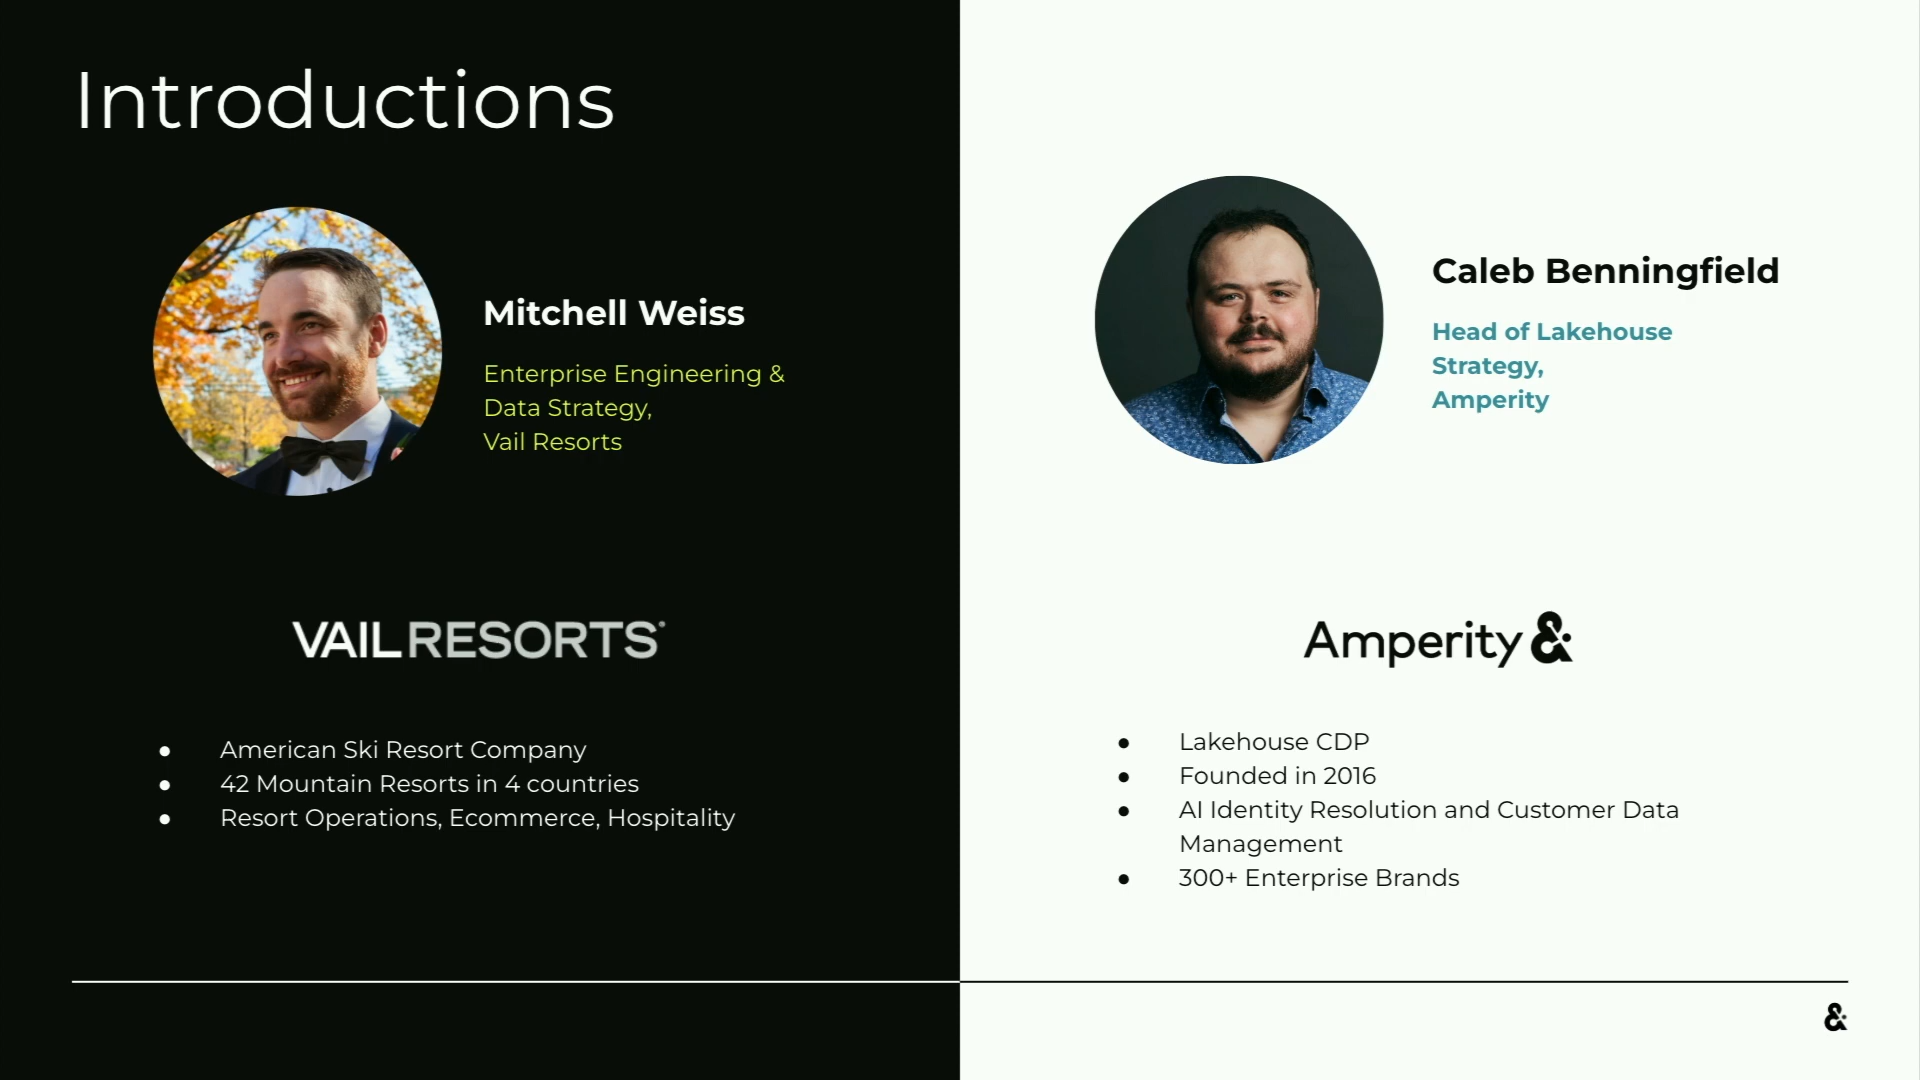 Introductions
Mitchell Weiss
Enterprise Engineering &
Data Strategy,
Vail Resorts
VAIL RESORTS
● American Ski Resort Company
● 42 Mountain Resorts in 4 countries
● Resort Operations, Ecommerce, Hospitality
Caleb Benningfield
Head of Lakehouse
Strategy,
Amperity
Amperity &
● Lakehouse CDP
● Founded in 2016
● AI Identity Resolution and Customer Data
Management
● 300+ Enterprise Brands
&